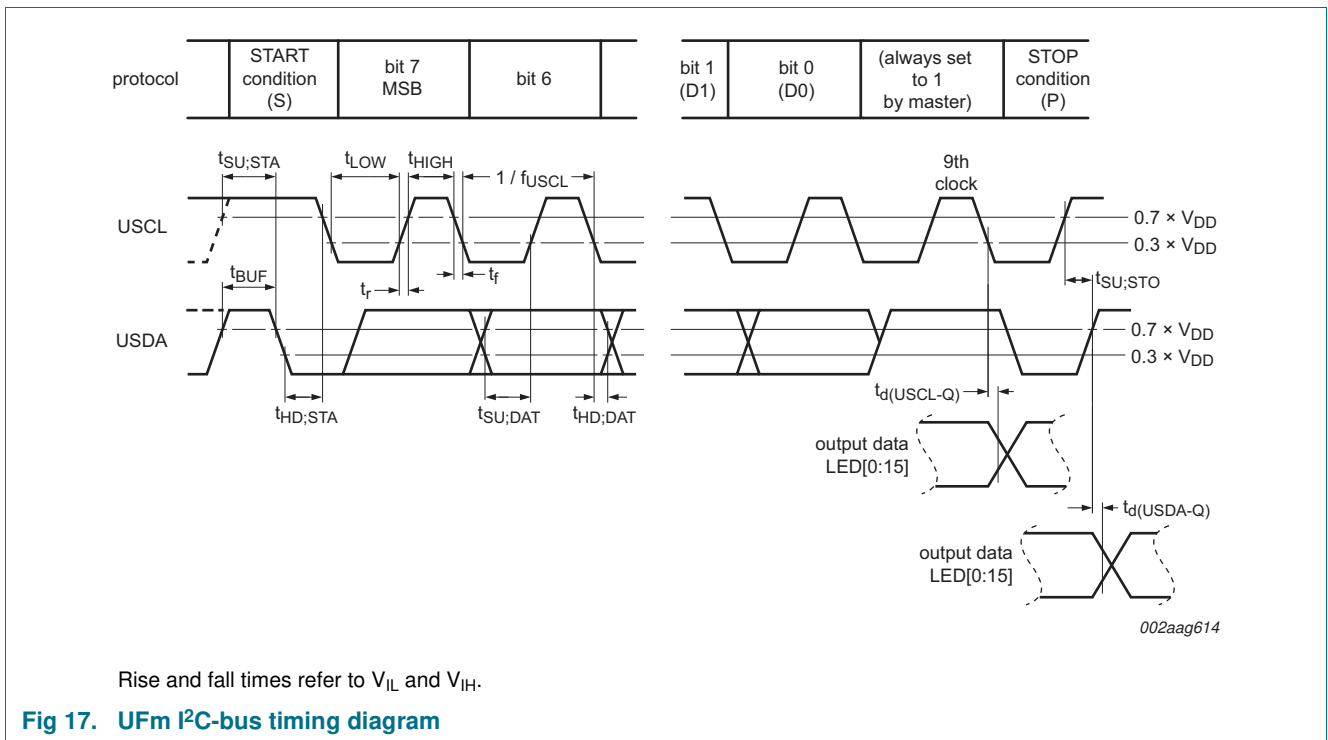 protocol
START
condition
(S)
bit 7
MSB
bit 6
bit 1
(D1)
bit 0
(D0)
(always set
to 1
by master)
STOP
condition
(P)
tSU;STA
tLOW
tHIGH
1 / fUSCL
9th
clock
USCL
0.7 × VDD
0.3 × VDD
tBUF
tr
tf
tSU;STO
USDA
0.7 × VDD
0.3 × VDD
tHD;STA
tSU;DAT
tHD;DAT
td(USCL-Q)
output data
LED[0:15]
td(USDA-Q)
output data
LED[0:15]
002aag614
Rise and fall times refer to VIL and VIH.
Fig 17. UFm I²C-bus timing diagram